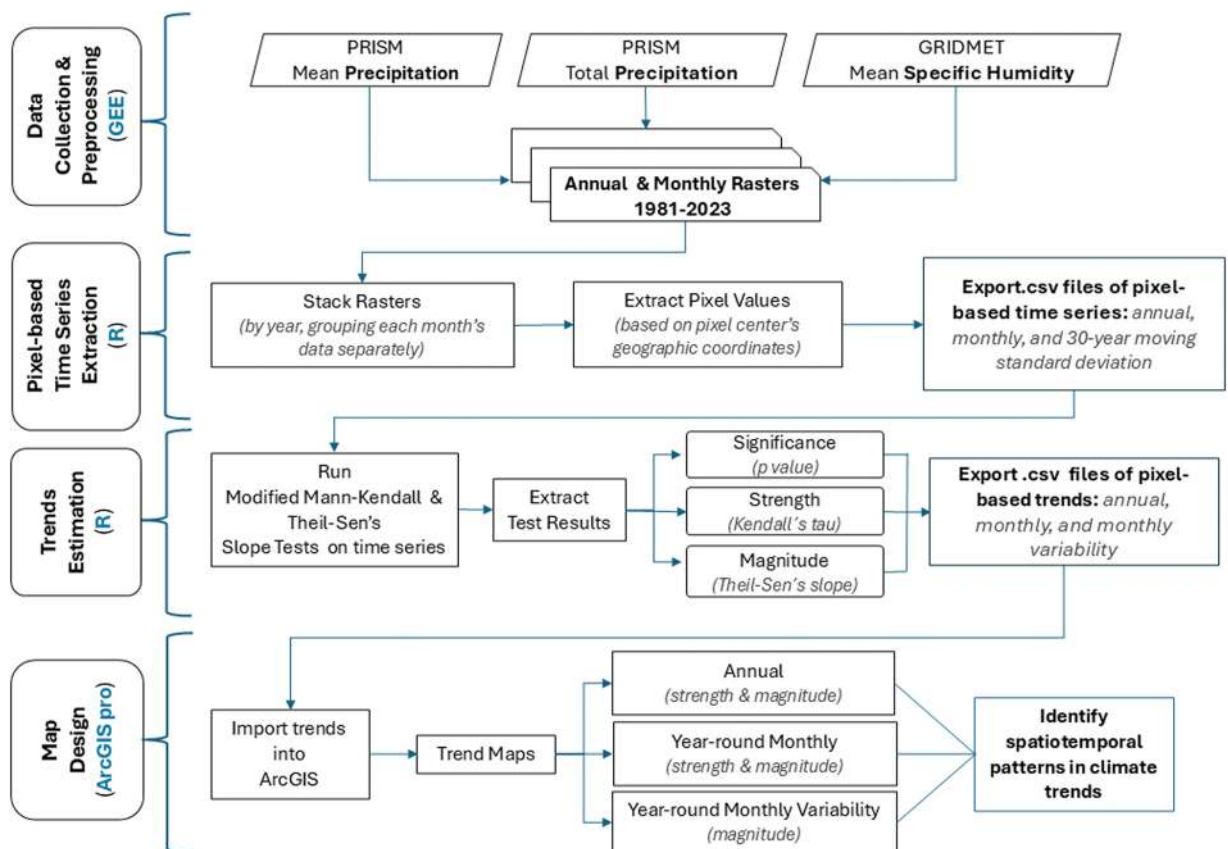 Data
Collection &
Preprocessing
(GEE)
PRISM
Mean Precipitation
PRISM
Total Precipitation
GRIDMET
Mean Specific Humidity
Annual & Monthly Rasters
1981-2023
Pixel-based
Time Series
Extraction
(R)
Stack Rasters
(by year, grouping each month's
data separately)
Extract Pixel Values
(based on pixel center's
geographic coordinates)
Export.csv files of pixel-
based time series: annual,
monthly, and 30-year moving
standard deviation
Trends
Estimation
(R)
Run
Modified Mann-Kendall &
Theil-Sen's
Slope Tests on time series
Extract
Test Results
Significance
(p value)
Strength
(Kendall´s tau)
Magnitude
(Theil-Sen´s slope)
Export .csv files of pixel-
based trends: annual,
monthly, and monthly
variability
Map
Design
(ArcGIS pro)
Import trends
into
ArcGIS
Trend Maps
Annual
(strength & magnitude)
Year-round Monthly
(strength & magnitude)
Year-round Monthly Variability
(magnitude)
Identify
spatiotemporal
patterns in climate
trends